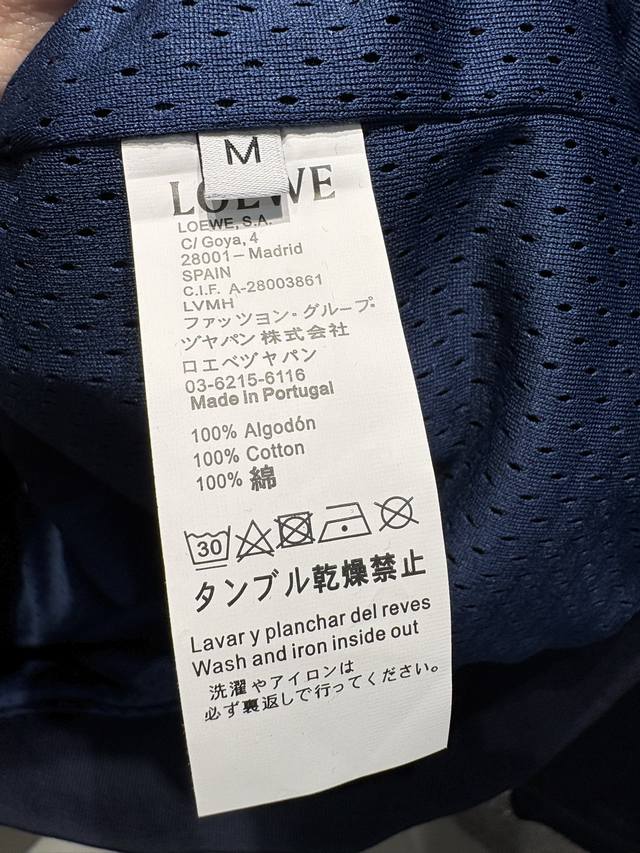 M
LOEWE
LOEWE, S.A.
C/ Goya, 4
28001 – Madrid
SPAIN
C.I.F. A-28003861
LVMH
ファッツョン・グループ
ヅャパン株式会社
ロエベヅャパン
03-6215-6116
Made in Portugal
100% Algodón
100% Cotton
100% 綿
30
タンブル乾燥禁止
Lavar y planchar del reves
Wash and iron inside out
洗濯やアイロンは
必ず裏返しで行ってください。